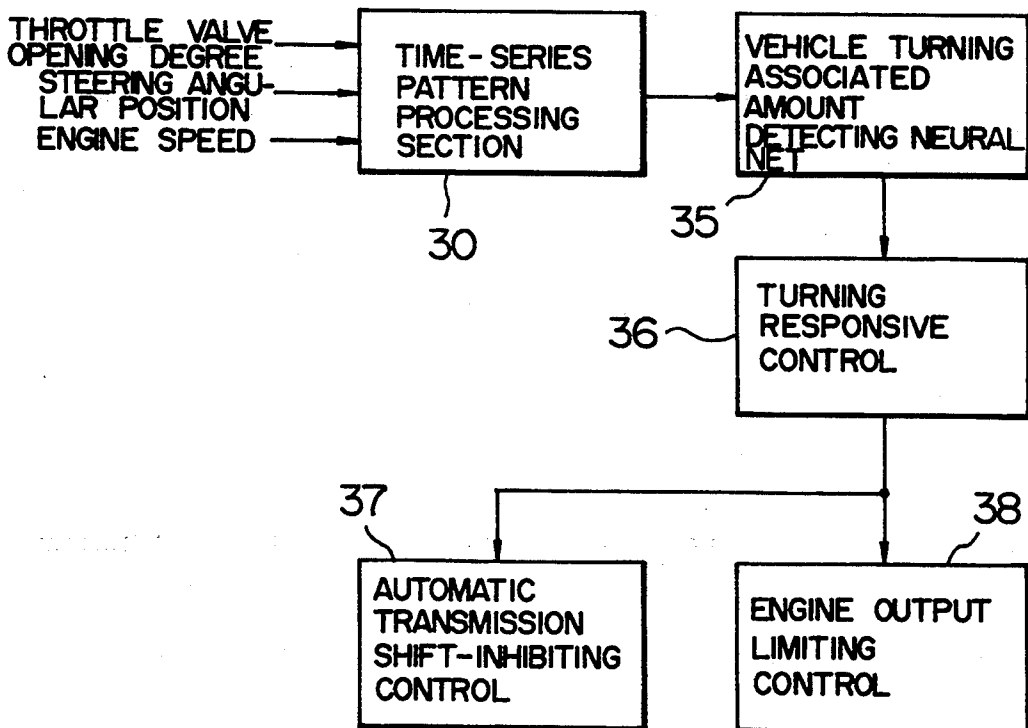 THROTTLE VALVE
OPENING DEGREE
STEERING ANGU-
LAR POSITION
ENGINE SPEED
TIME-SERIES
PATTERN
PROCESSING
SECTION
30
VEHICLE TURNING
ASSOCIATED
AMOUNT
DETECTING NEURAL
NET
35
TURNING
RESPONSIVE
CONTROL
36
37
AUTOMATIC
TRANSMISSION
SHIFT-INHIBITING
CONTROL
38
ENGINE OUTPUT
LIMITING
CONTROL